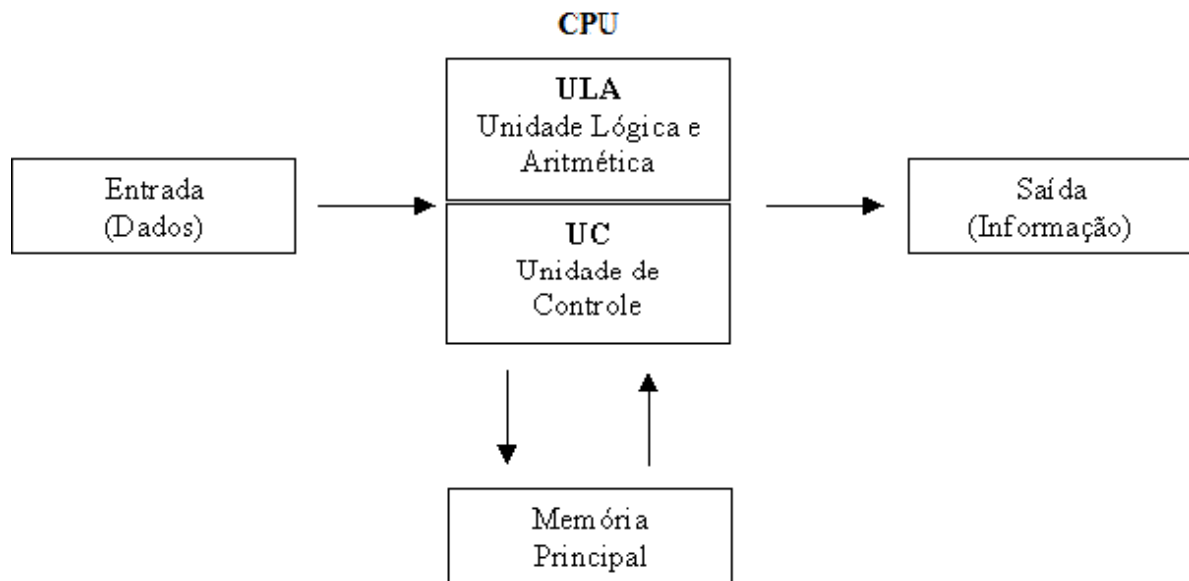 CPU
ULA
Unidade Lógica e
Aritmética
Entrada
(Dados)
Saída
(Informação)
UC
Unidade de
Controle
Memória
Principal